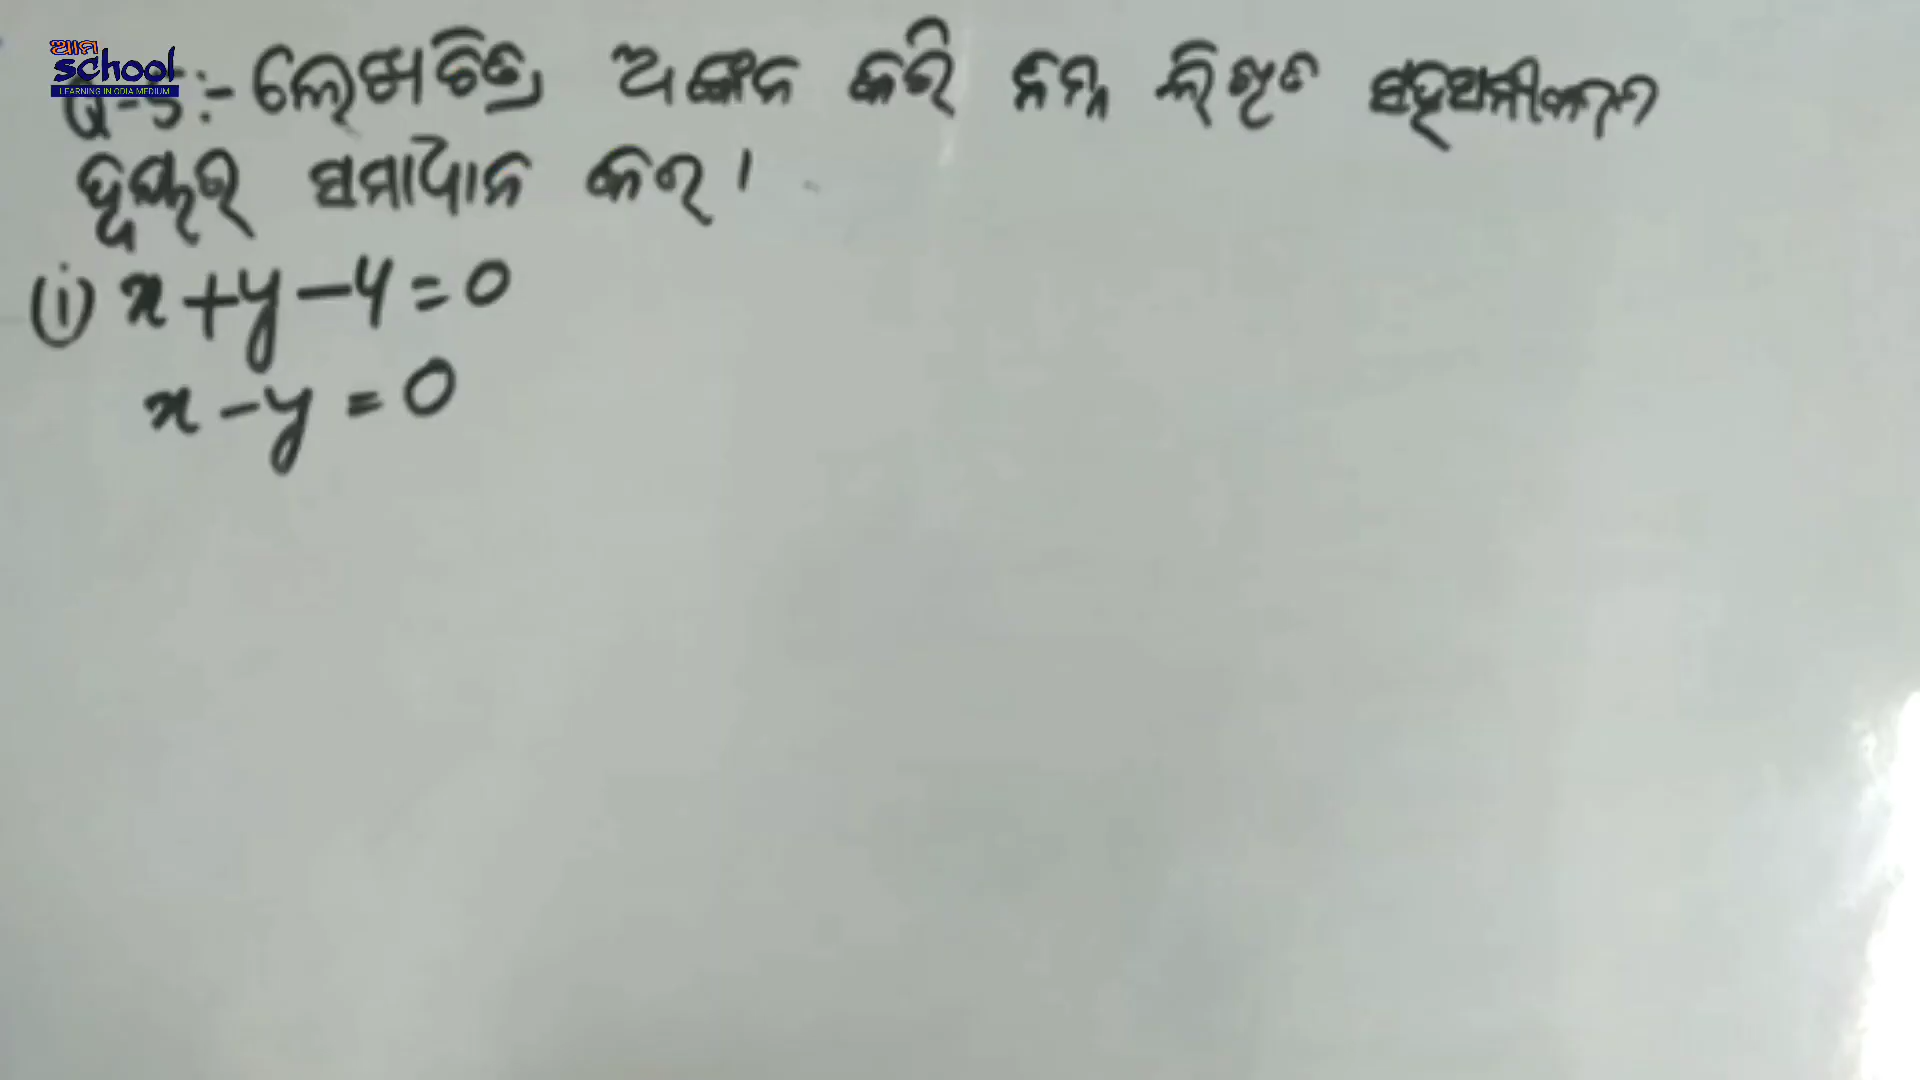 ଆମ
school
LEARNING IN ODIA MEDIUM
Q-5:- ଲେଖଚିତ୍ର ଅଙ୍କନ କରି ନିମ୍ନ ଲିଖିତ ସହସମୀକରଣ
ଦ୍ୱୟର ସମାଧାନ କର ।
(i) x+y-4=0
x-y=0